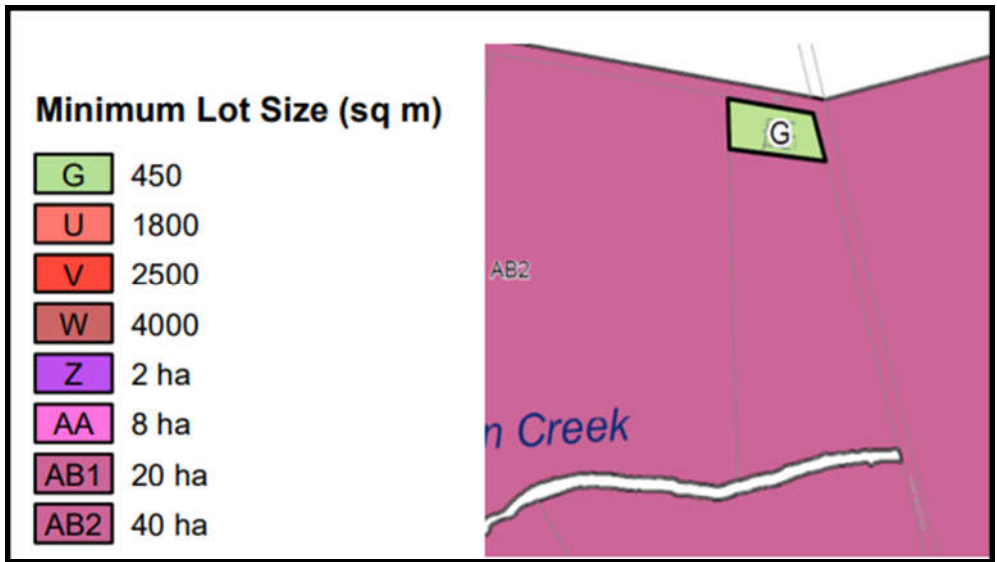 Minimum Lot Size (sq m)
G 450
U 1800
V 2500
W 4000
Z 2 ha
AA 8 ha
AB1 20 ha
AB2 40 ha
G
AB2
n Creek